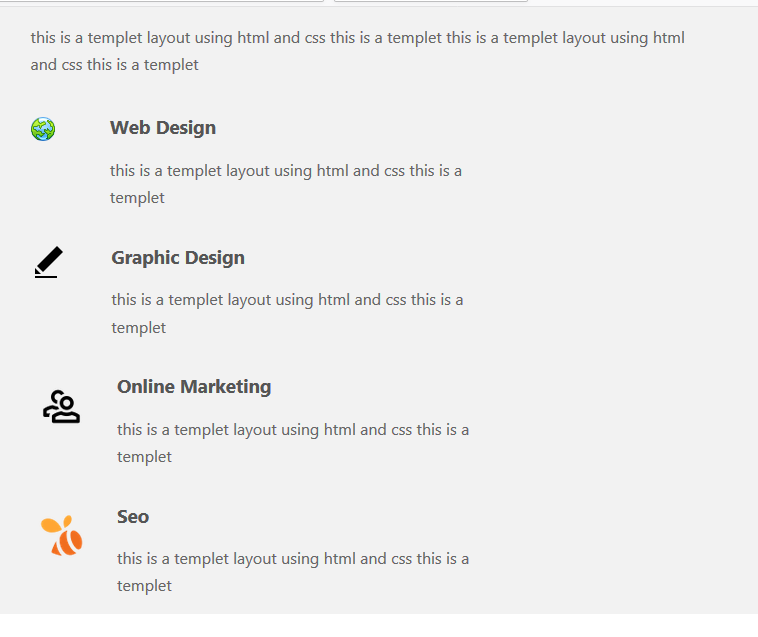 this is a templet layout using html and css this is a templet this is a templet layout using html
and css this is a templet
Web Design
this is a templet layout using html and css this is a
templet
Graphic Design
this is a templet layout using html and css this is a
templet
Online Marketing
this is a templet layout using html and css this is a
templet
Seo
this is a templet layout using html and css this is a
templet